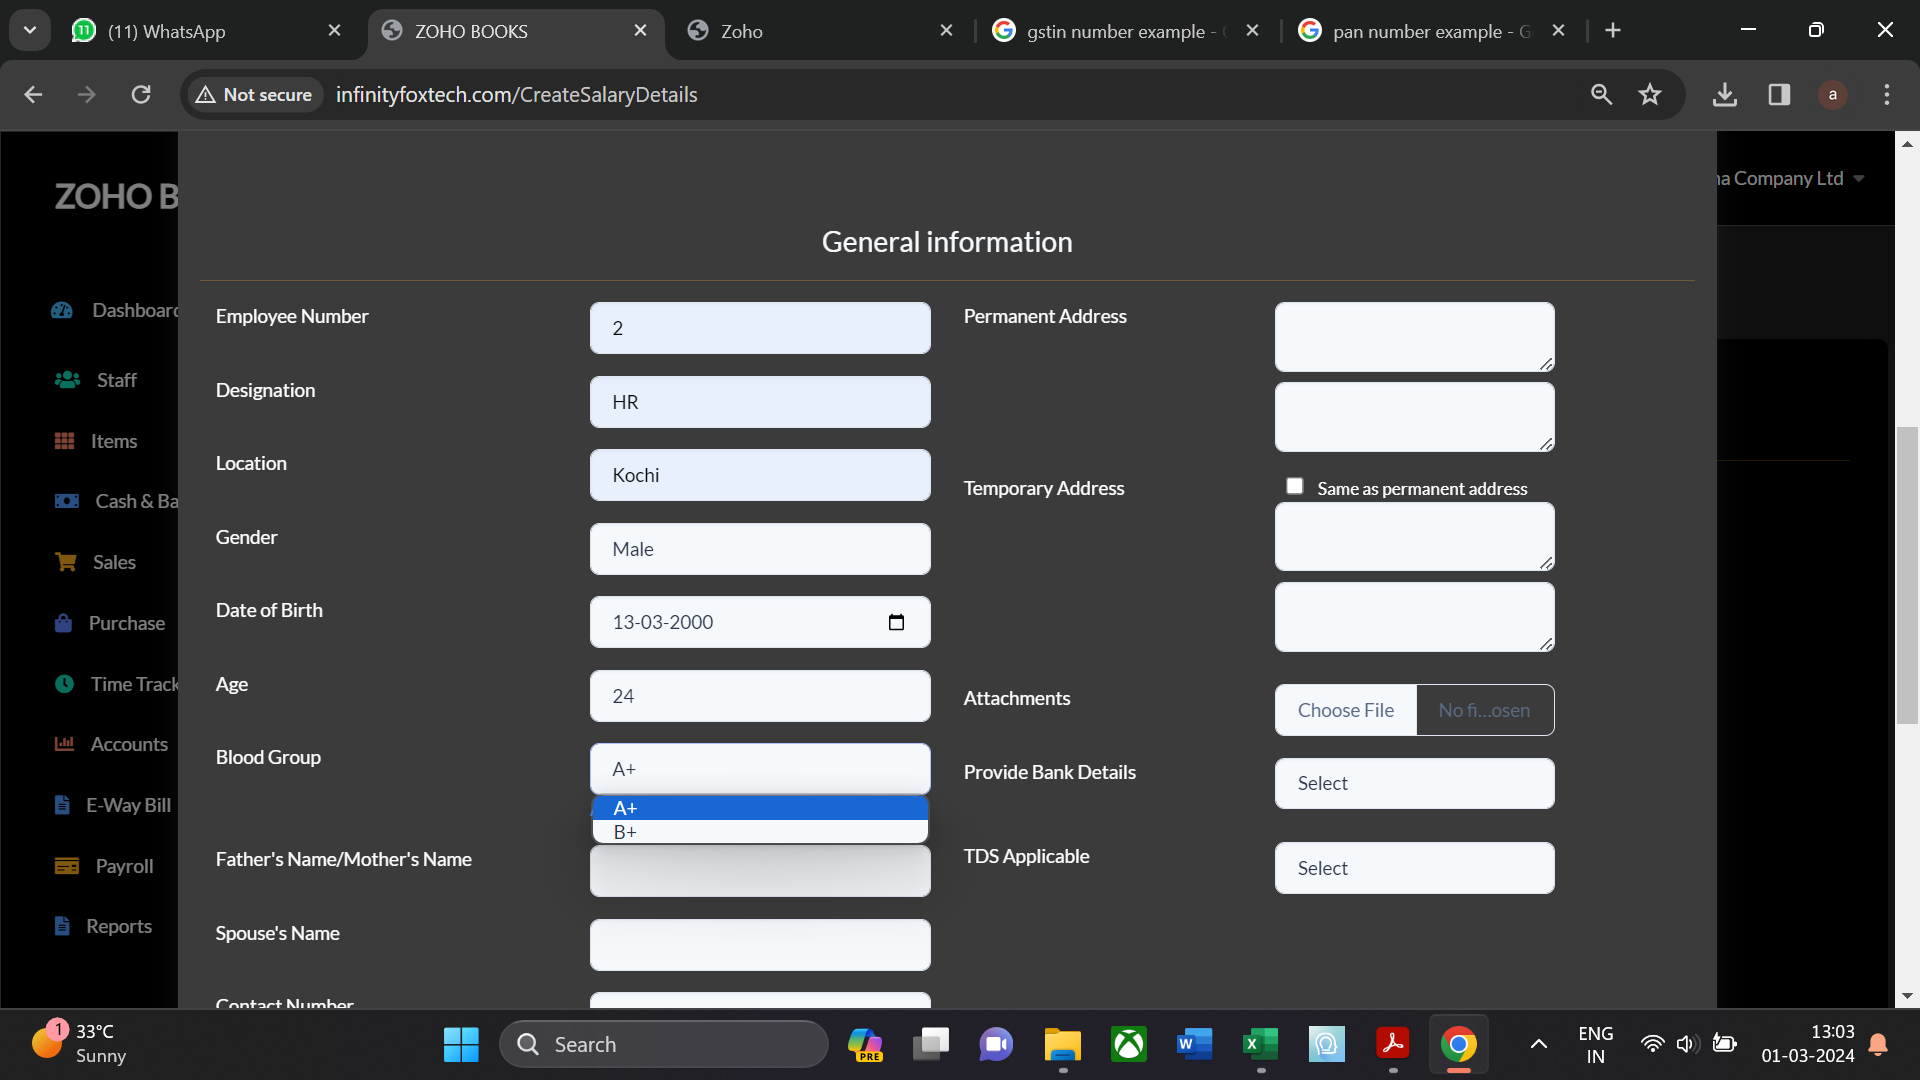 (11) WhatsApp
ZOHO BOOKS
Zoho
gstin number example -
pan number example - G
Not secure
infinityfoxtech.com/CreateSalaryDetails
a
ZOHO B
na Company Ltd
Dashboard
Staff
Items
Cash & Ba
Sales
Purchase
Time Track
Accounts
E-Way Bill
Payroll
Reports
General information
Employee Number
2
Designation
HR
Location
Kochi
Gender
Male
Date of Birth
13-03-2000
Age
24
Blood Group
A+
A+
B+
Father's Name/Mother's Name
Spouse's Name
Contact Number
Permanent Address
Temporary Address
Same as permanent address
Attachments
Choose File
No fi...osen
Provide Bank Details
Select
TDS Applicable
Select
1
33°C
Sunny
Search
PRE
ENG
IN
13:03
01-03-2024